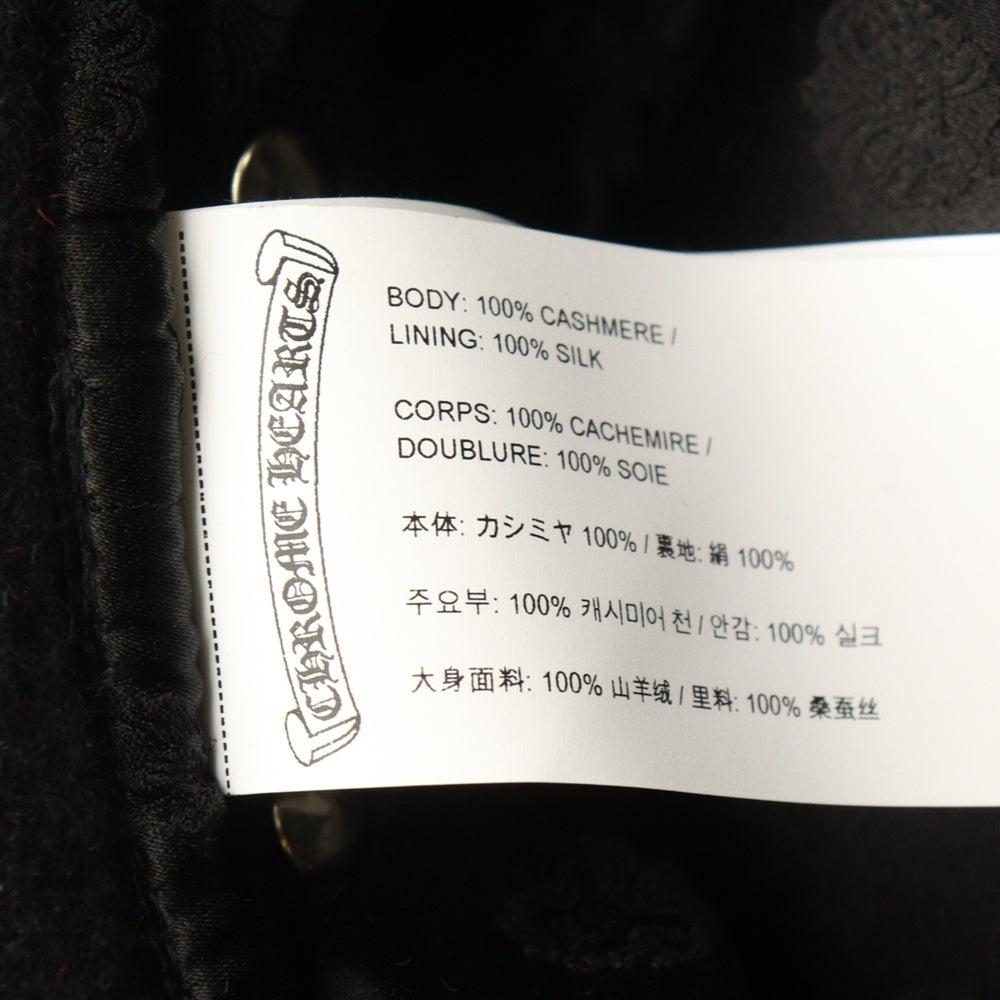 CHROME HEARTS
BODY: 100% CASHMERE /
LINING: 100% SILK
CORPS: 100% CACHEMIRE /
DOUBLURE: 100% SOIE
本体: カシミヤ 100% / 裏地: 絹 100%
주요부: 100% 캐시미어 천 / 안감: 100% 실크
大身面料: 100% 山羊绒 / 里料: 100% 桑蚕丝